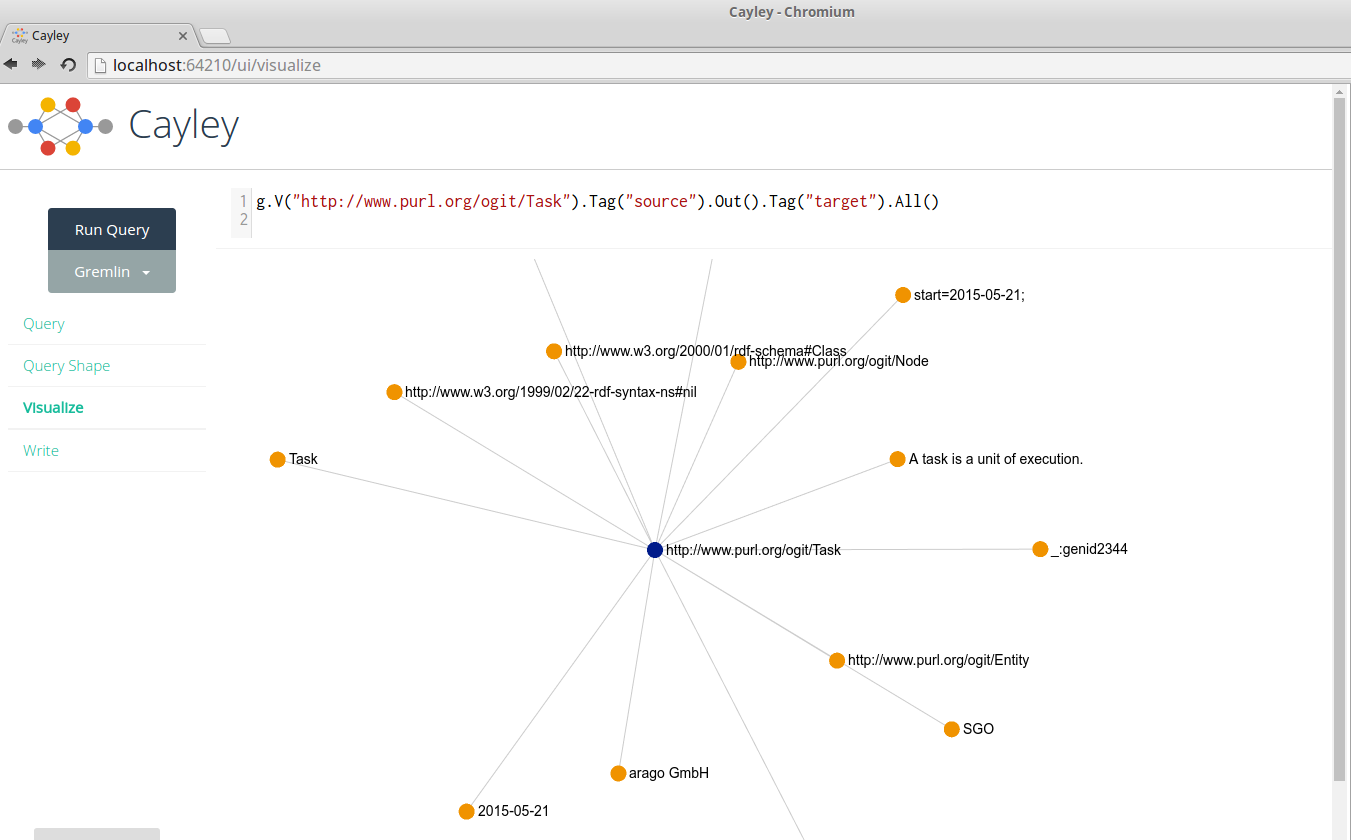 Cayley - Chromium
Cayley
localhost:64210/ui/visualize
Cayley
Run Query
Gremlin
Query
Query Shape
Visualize
Write
1 g.V("http://www.purl.org/ogit/Task").Tag("source").Out().Tag("target").All()
2
start=2015-05-21;
http://www.w3.org/2000/01/rdf-schema#Class
http://www.purl.org/ogit/Node
http://www.w3.org/1999/02/22-rdf-syntax-ns#nil
Task
A task is a unit of execution.
http://www.purl.org/ogit/Task
_:genid2344
http://www.purl.org/ogit/Entity
SGO
arago GmbH
2015-05-21